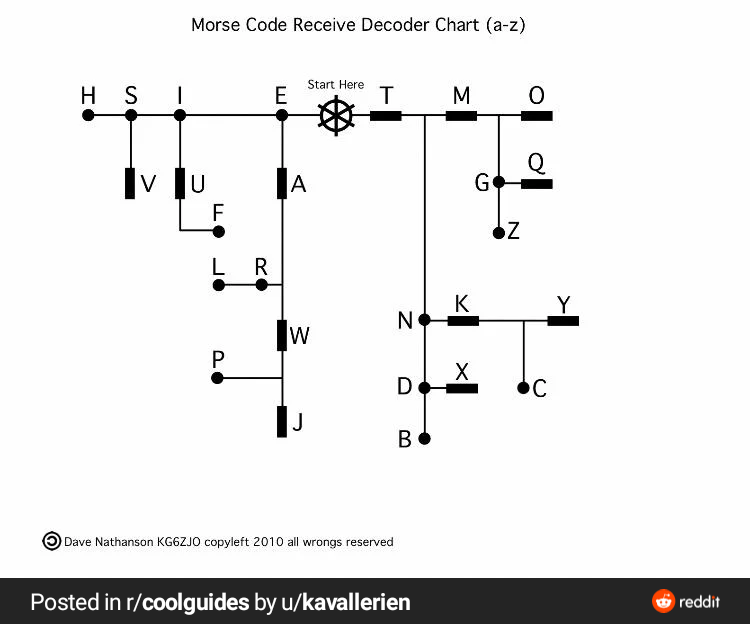 Morse Code Receive Decoder Chart (a-z)
Start Here
H S I E T M O
V U A G Q
F Z
L R
N K Y
W
P D X C
J
B
Dave Nathanson KG6ZJO copyleft 2010 all wrongs reserved
Posted in r/coolguides by u/kavallerien
reddit